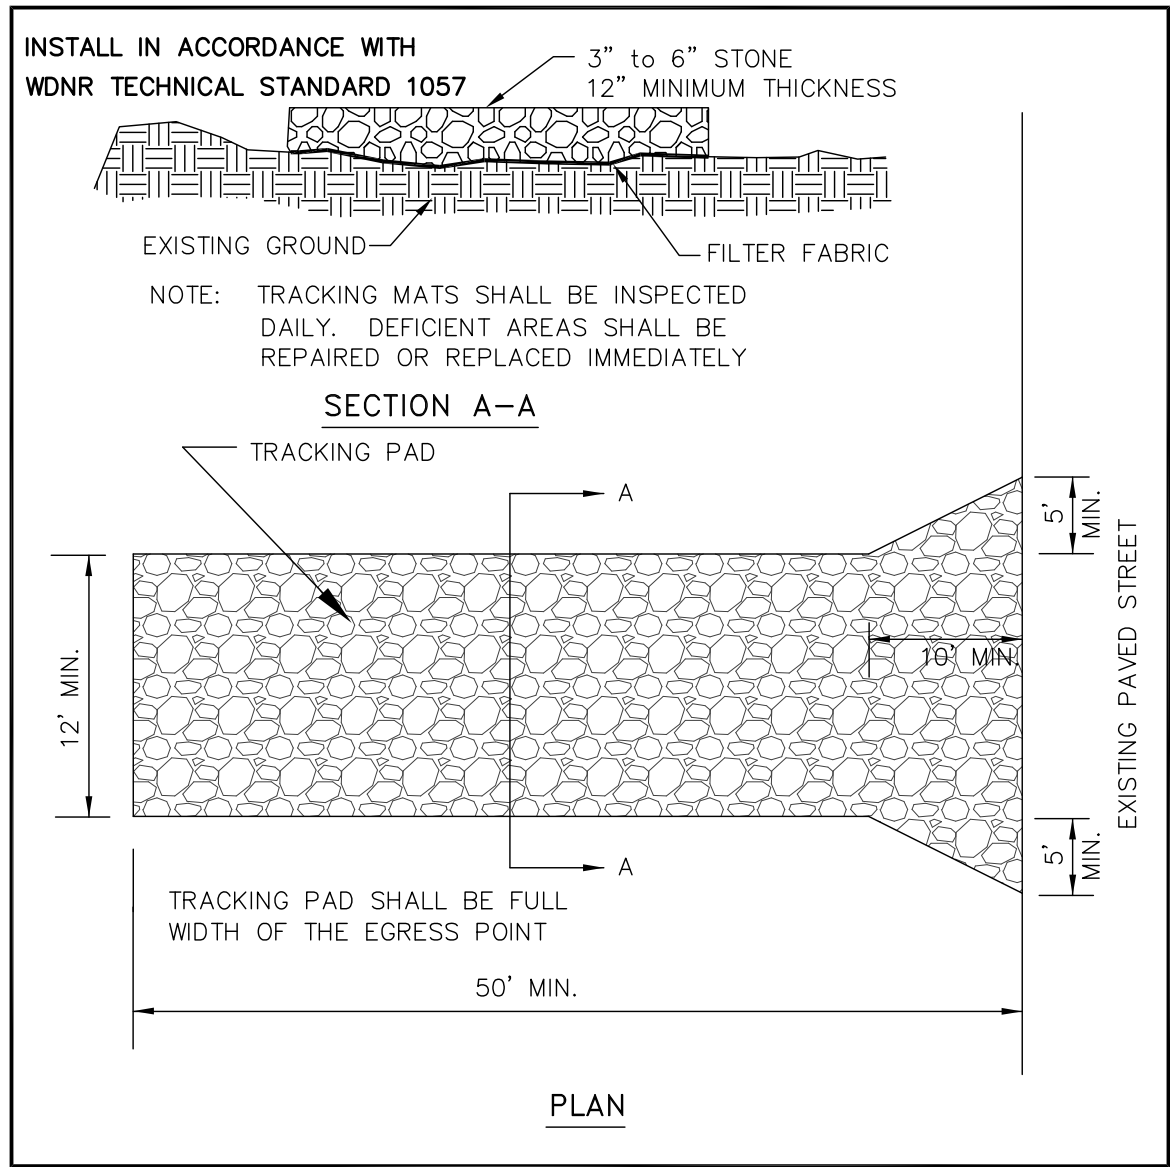 INSTALL IN ACCORDANCE WITH
WDNR TECHNICAL STANDARD 1057
3" to 6" STONE
12" MINIMUM THICKNESS
EXISTING GROUND
FILTER FABRIC
NOTE: TRACKING MATS SHALL BE INSPECTED
DAILY. DEFICIENT AREAS SHALL BE
REPAIRED OR REPLACED IMMEDIATELY
SECTION A-A
TRACKING PAD
A
5'
MIN.
12' MIN.
10' MIN.
EXISTING PAVED STREET
5'
MIN.
A
TRACKING PAD SHALL BE FULL
WIDTH OF THE EGRESS POINT
50' MIN.
PLAN